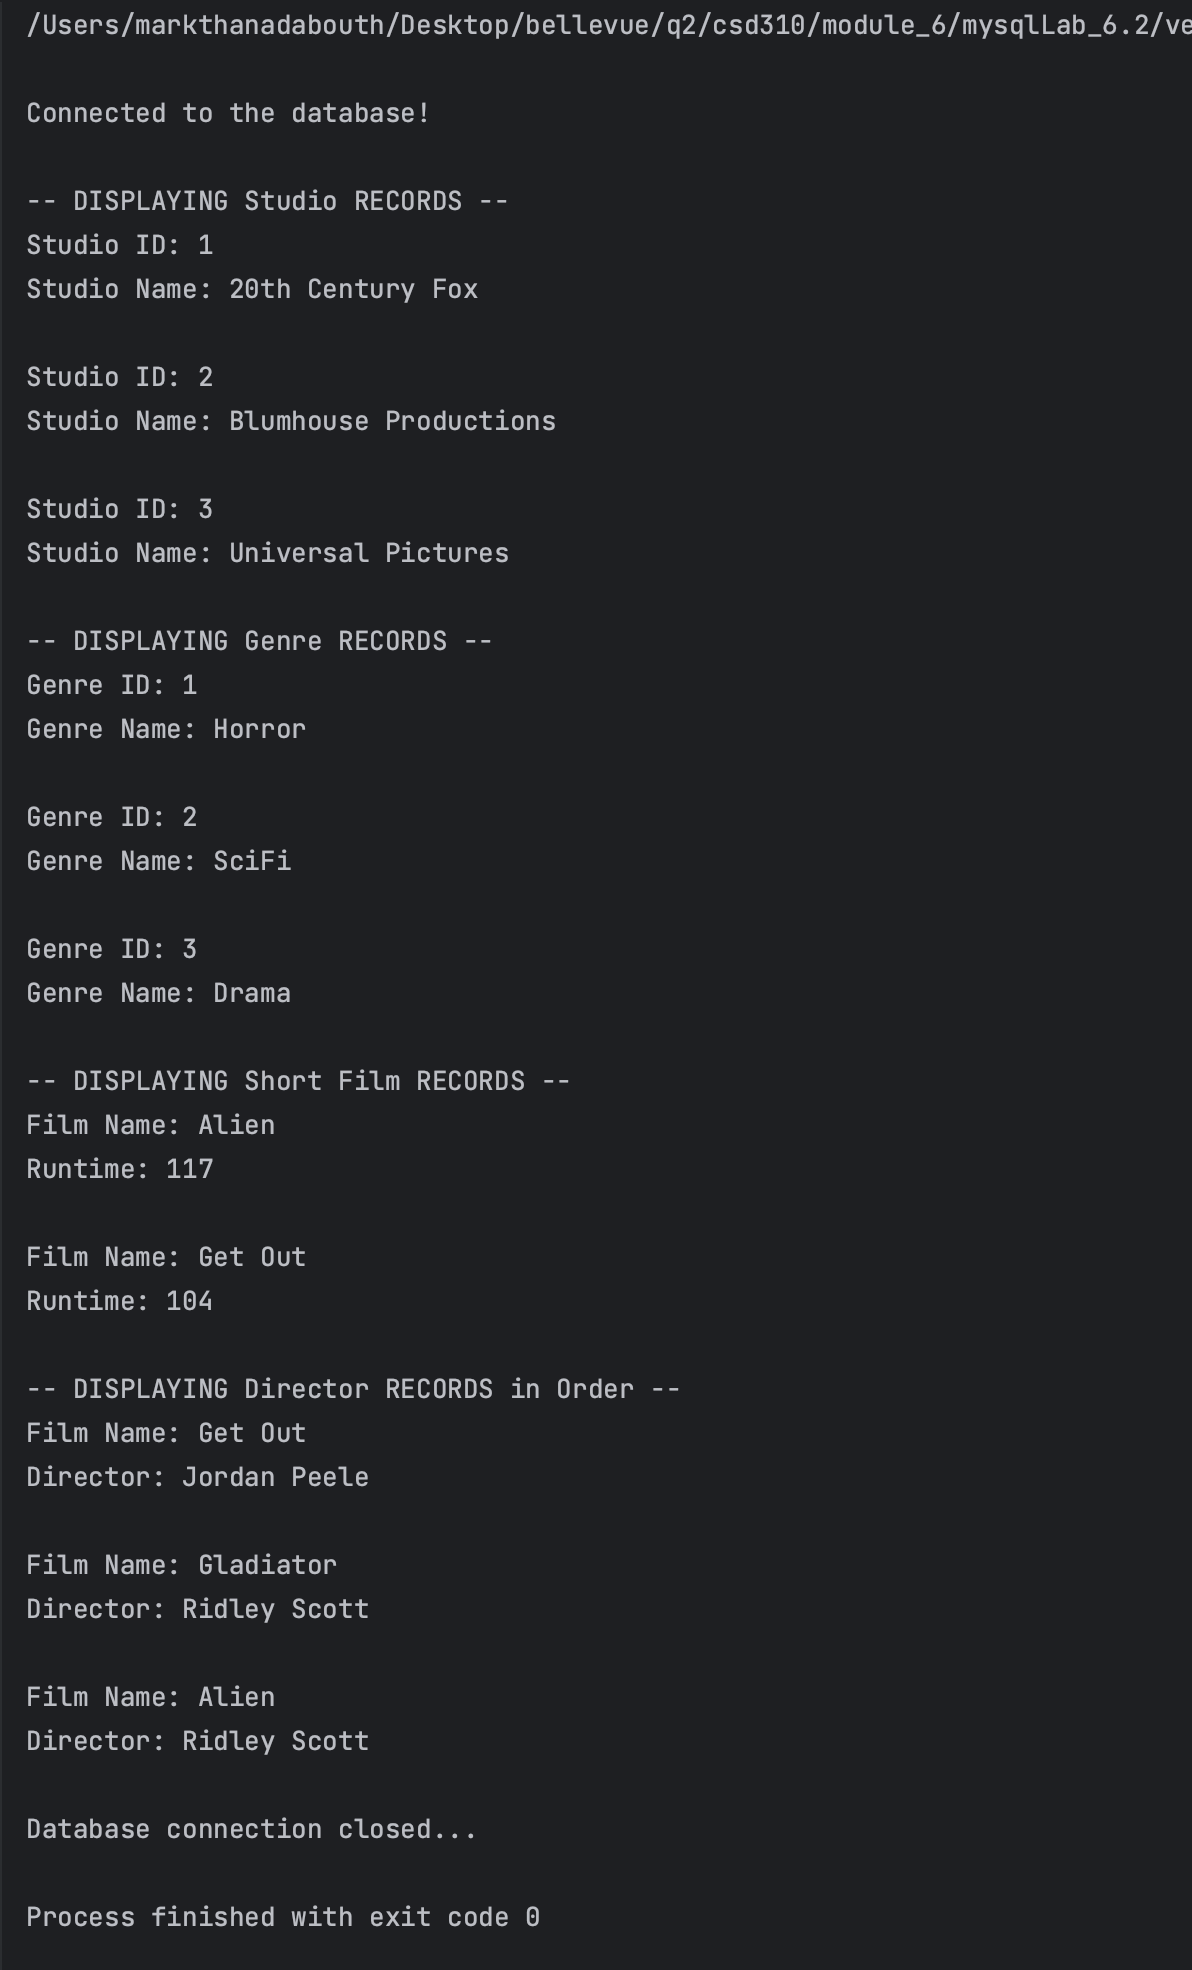 /Users/markthanadabouth/Desktop/bellevue/q2/csd310/module_6/mysqlLab_6.2/ve
Connected to the database!
-- DISPLAYING Studio RECORDS --
Studio ID: 1
Studio Name: 20th Century Fox
Studio ID: 2
Studio Name: Blumhouse Productions
Studio ID: 3
Studio Name: Universal Pictures
-- DISPLAYING Genre RECORDS --
Genre ID: 1
Genre Name: Horror
Genre ID: 2
Genre Name: SciFi
Genre ID: 3
Genre Name: Drama
-- DISPLAYING Short Film RECORDS --
Film Name: Alien
Runtime: 117
Film Name: Get Out
Runtime: 104
-- DISPLAYING Director RECORDS in Order --
Film Name: Get Out
Director: Jordan Peele
Film Name: Gladiator
Director: Ridley Scott
Film Name: Alien
Director: Ridley Scott
Database connection closed...
Process finished with exit code 0